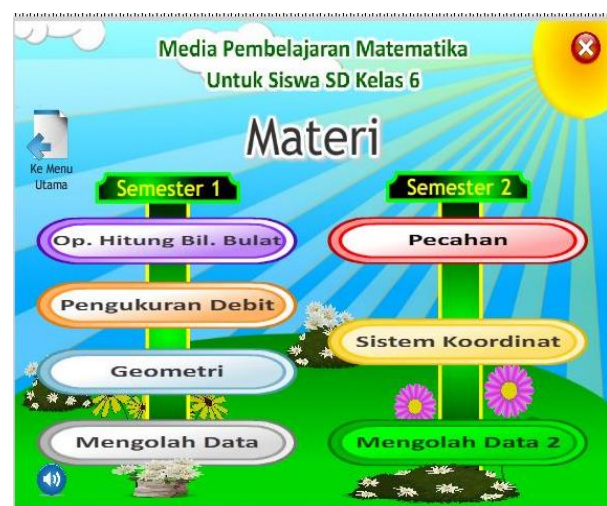 Media Pembelajaran Matematika
Untuk Siswa SD Kelas 6
Materi
Ke Menu
Utama
Semester 1
Op. Hitung Bil. Bulat
Pengukuran Debit
Geometri
Mengolah Data
Semester 2
Pecahan
Sistem Koordinat
Mengolah Data 2